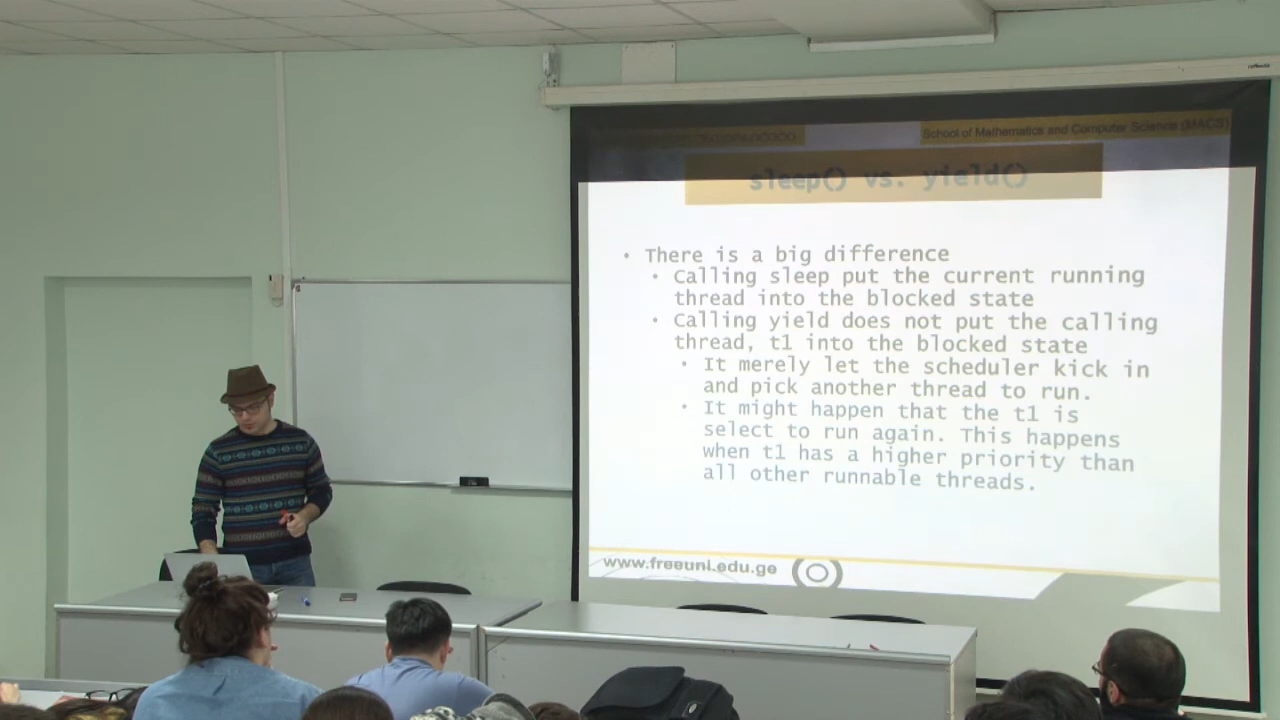 School of Mathematics and Computer Science (MACS)
sleep() vs. yield()
• There is a big difference
• Calling sleep put the current running
thread into the blocked state
• Calling yield does not put the calling
thread, t1 into the blocked state
• It merely let the scheduler kick in
and pick another thread to run.
• It might happen that the t1 is
select to run again. This happens
when t1 has a higher priority than
all other runnable threads.
www.freeuni.edu.ge